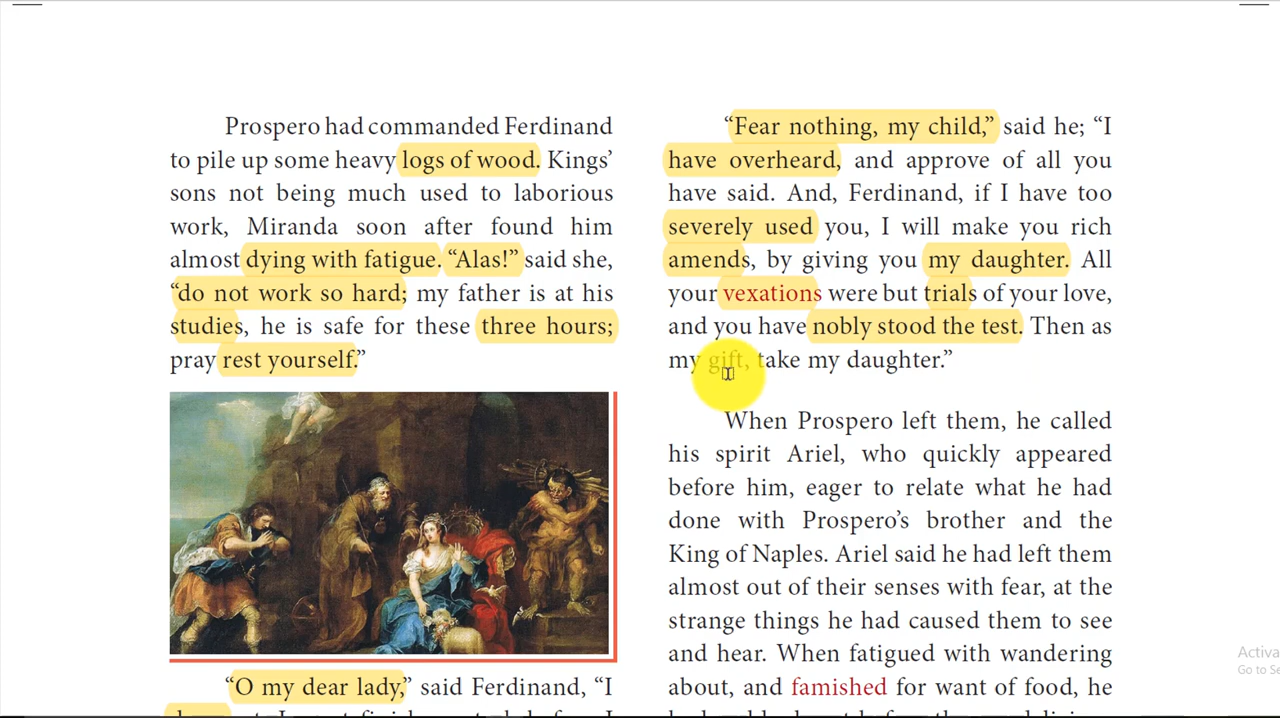 Prospero had commanded Ferdinand
to pile up some heavy logs of wood. Kings’
sons not being much used to laborious
work, Miranda soon after found him
almost dying with fatigue. “Alas!” said she,
“do not work so hard; my father is at his
studies, he is safe for these three hours;
pray rest yourself.”
“O my dear lady,” said Ferdinand, “I
“Fear nothing, my child,” said he; “I
have overheard, and approve of all you
have said. And, Ferdinand, if I have too
severely used you, I will make you rich
amends, by giving you my daughter. All
your vexations were but trials of your love,
and you have nobly stood the test. Then as
my gift, take my daughter.”
When Prospero left them, he called
his spirit Ariel, who quickly appeared
before him, eager to relate what he had
done with Prospero’s brother and the
King of Naples. Ariel said he had left them
almost out of their senses with fear, at the
strange things he had caused them to see
and hear. When fatigued with wandering
about, and famished for want of food, he
Activa
Go to Se